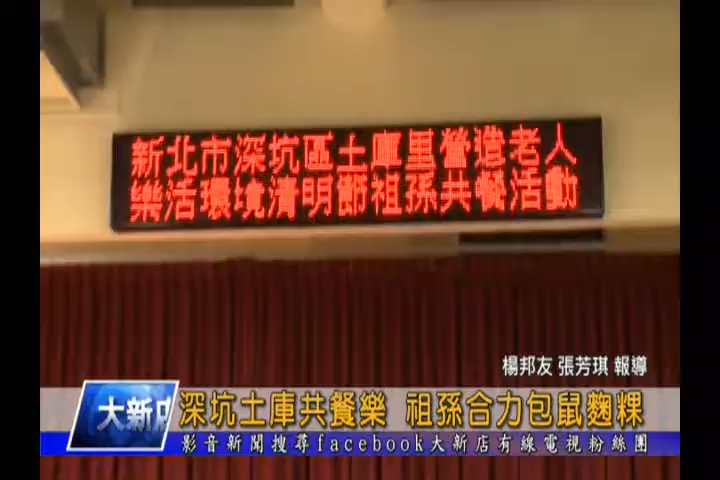 新北市深坑區土庫里營造老人
樂活環境清明節祖孫共餐活動
楊邦友 張芳琪 報導
大新店
深坑土庫共餐樂 祖孫合力包鼠麴粿
影音新聞搜尋facebook大新店有線電視粉絲團